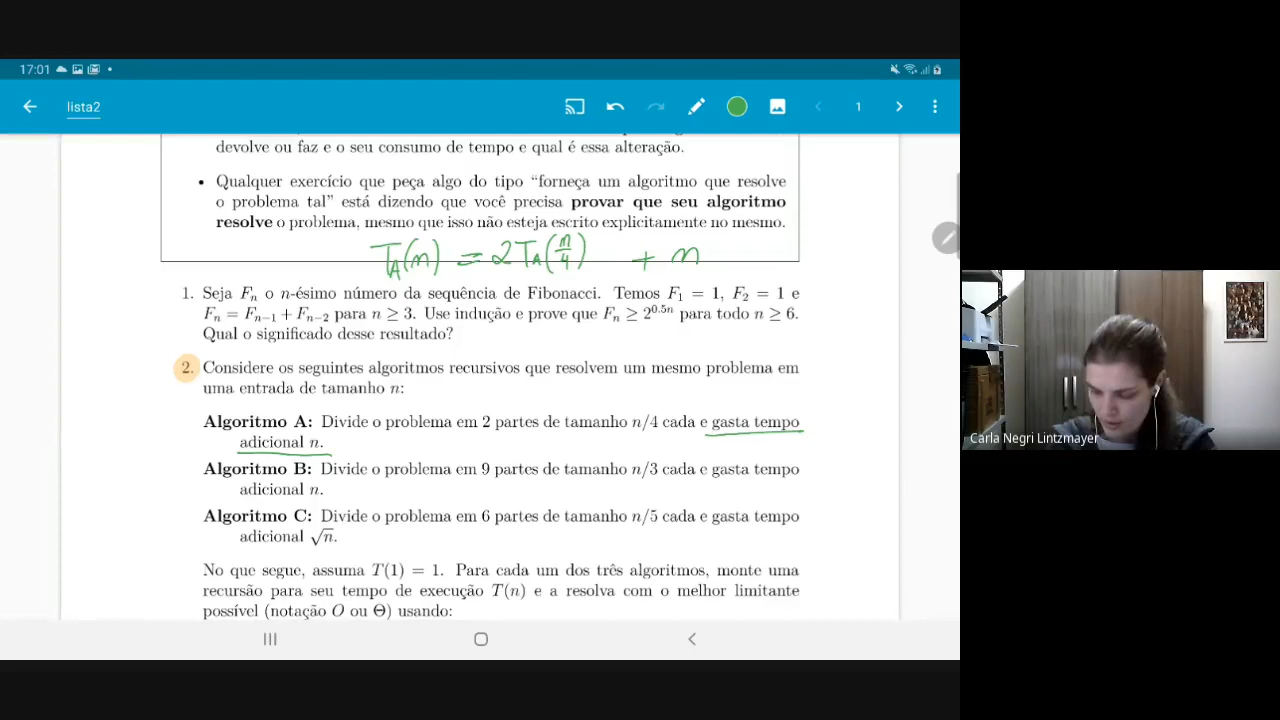 17:01
lista2
1
devolve ou faz e o seu consumo de tempo e qual é essa alteração.
• Qualquer exercício que peça algo do tipo “forneça um algoritmo que resolve
o problema tal” está dizendo que você precisa provar que seu algoritmo
resolve o problema, mesmo que isso não esteja escrito explicitamente no mesmo.
T_A(n) = 2T_A(n/4) + n
1. Seja Fₙ o n-ésimo número da sequência de Fibonacci. Temos F₁ = 1, F₂ = 1 e
Fₙ = Fₙ₋₁ + Fₙ₋₂ para n ≥ 3. Use indução e prove que Fₙ ≥ 2^{0.5n} para todo n ≥ 6.
Qual o significado desse resultado?
2. Considere os seguintes algoritmos recursivos que resolvem um mesmo problema em
uma entrada de tamanho n:
Algoritmo A: Divide o problema em 2 partes de tamanho n/4 cada e gasta tempo
adicional n.
Algoritmo B: Divide o problema em 9 partes de tamanho n/3 cada e gasta tempo
adicional n.
Algoritmo C: Divide o problema em 6 partes de tamanho n/5 cada e gasta tempo
adicional √n.
No que segue, assuma T(1) = 1. Para cada um dos três algoritmos, monte uma
recursão para seu tempo de execução T(n) e a resolva com o melhor limitante
possível (notação O ou Θ) usando:
Carla Negri Lintzmayer